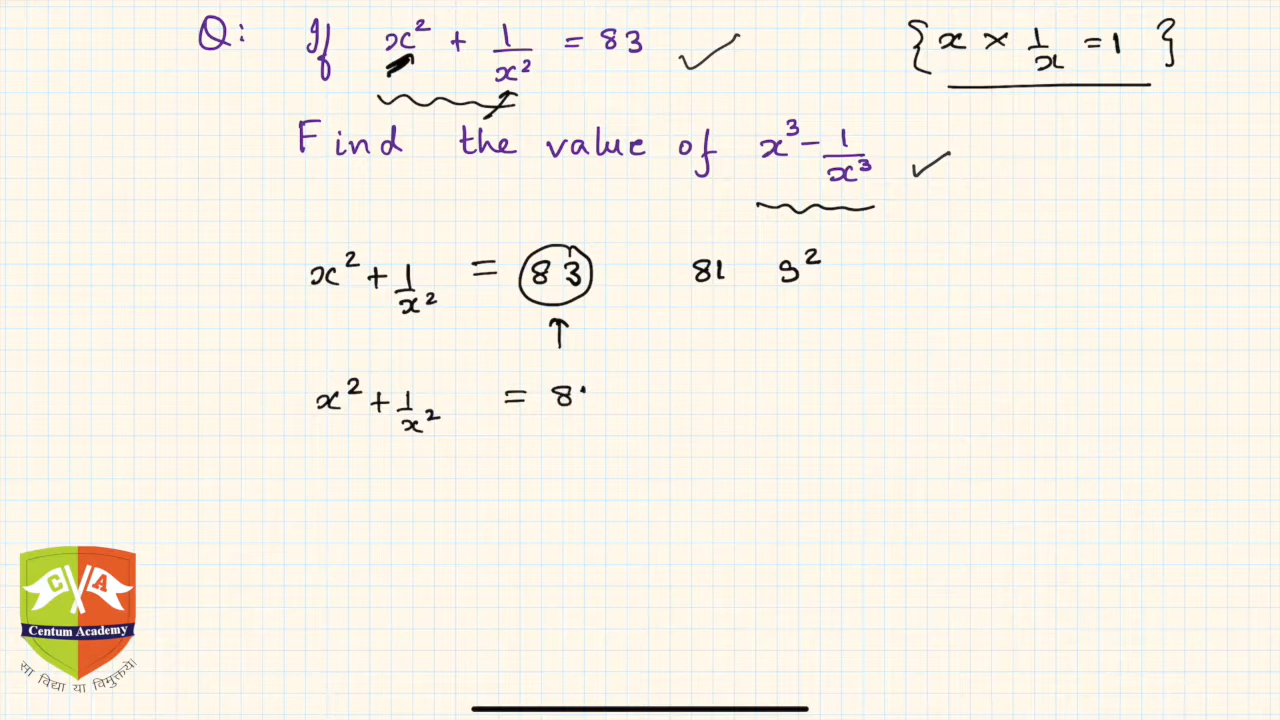 Q: If x² + 1/x² = 83 { x × 1/x = 1 }
Find the value of x³ - 1/x³
x² + 1/x² = 83 81 9²
x² + 1/x² = 8
C A
Centum Academy
सा विद्या या विमुक्तये।